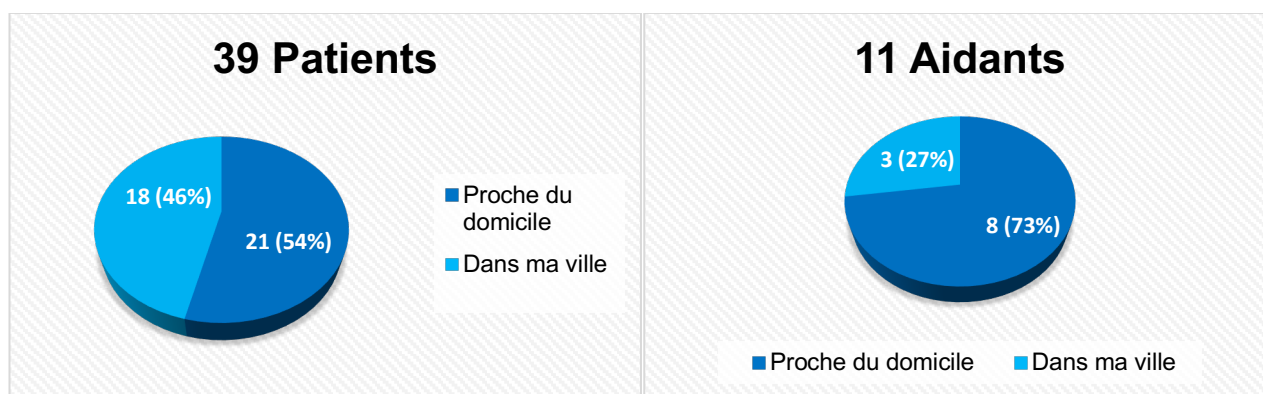 39 Patients
18 (46%)
21 (54%)
Proche du
domicile
Dans ma ville
11 Aidants
3 (27%)
8 (73%)
Proche du domicile
Dans ma ville